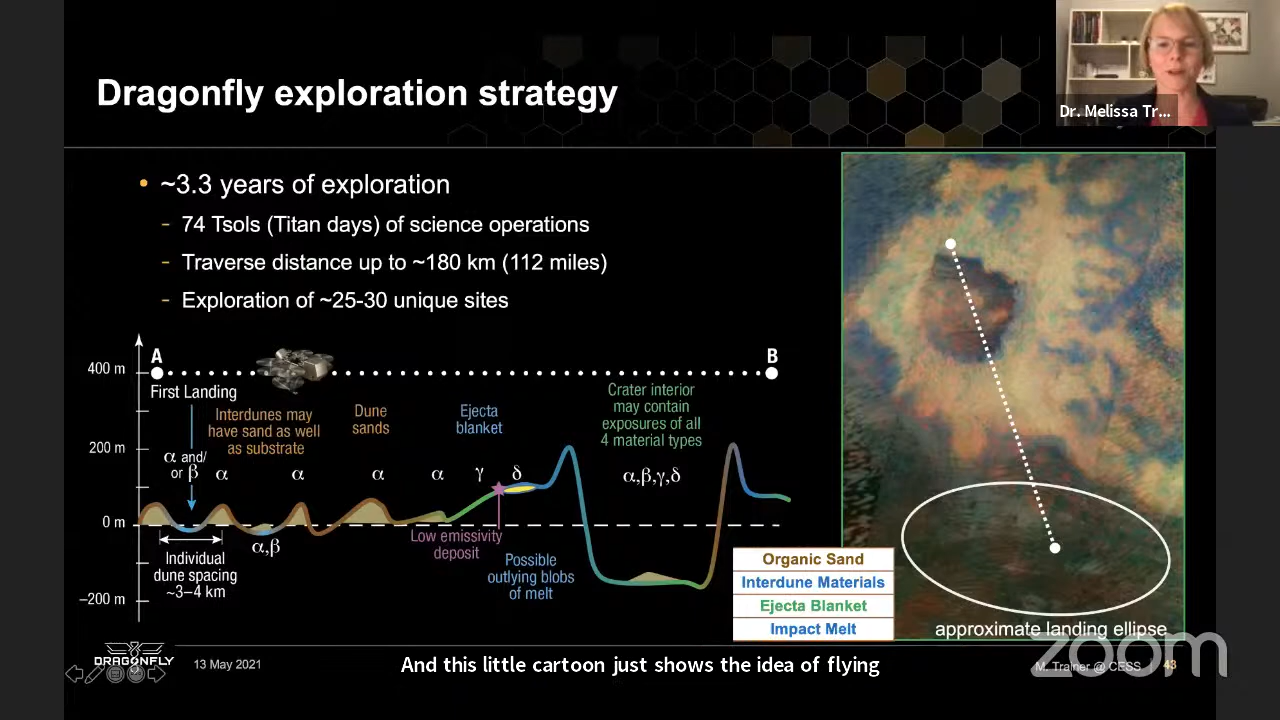 Dragonfly exploration strategy
Dr. Melissa Tr...
• ~3.3 years of exploration
- 74 Tsols (Titan days) of science operations
- Traverse distance up to ~180 km (112 miles)
- Exploration of ~25-30 unique sites
A
B
400 m
200 m
0 m
–200 m
First Landing
α and/
or β
Interdunes may
have sand as well
as substrate
Dune
sands
Ejecta
blanket
Crater interior
may contain
exposures of all
4 material types
α
α
α
α
γ
δ
α,β,γ,δ
Individual
dune spacing
~3–4 km
α,β
Low emissivity
deposit
Possible
outlying blobs
of melt
Organic Sand
Interdune Materials
Ejecta Blanket
Impact Melt
approximate landing ellipse
DRAGONFLY
13 May 2021
And this little cartoon just shows the idea of flying
M. Trainer @ CESS | 43
zoom